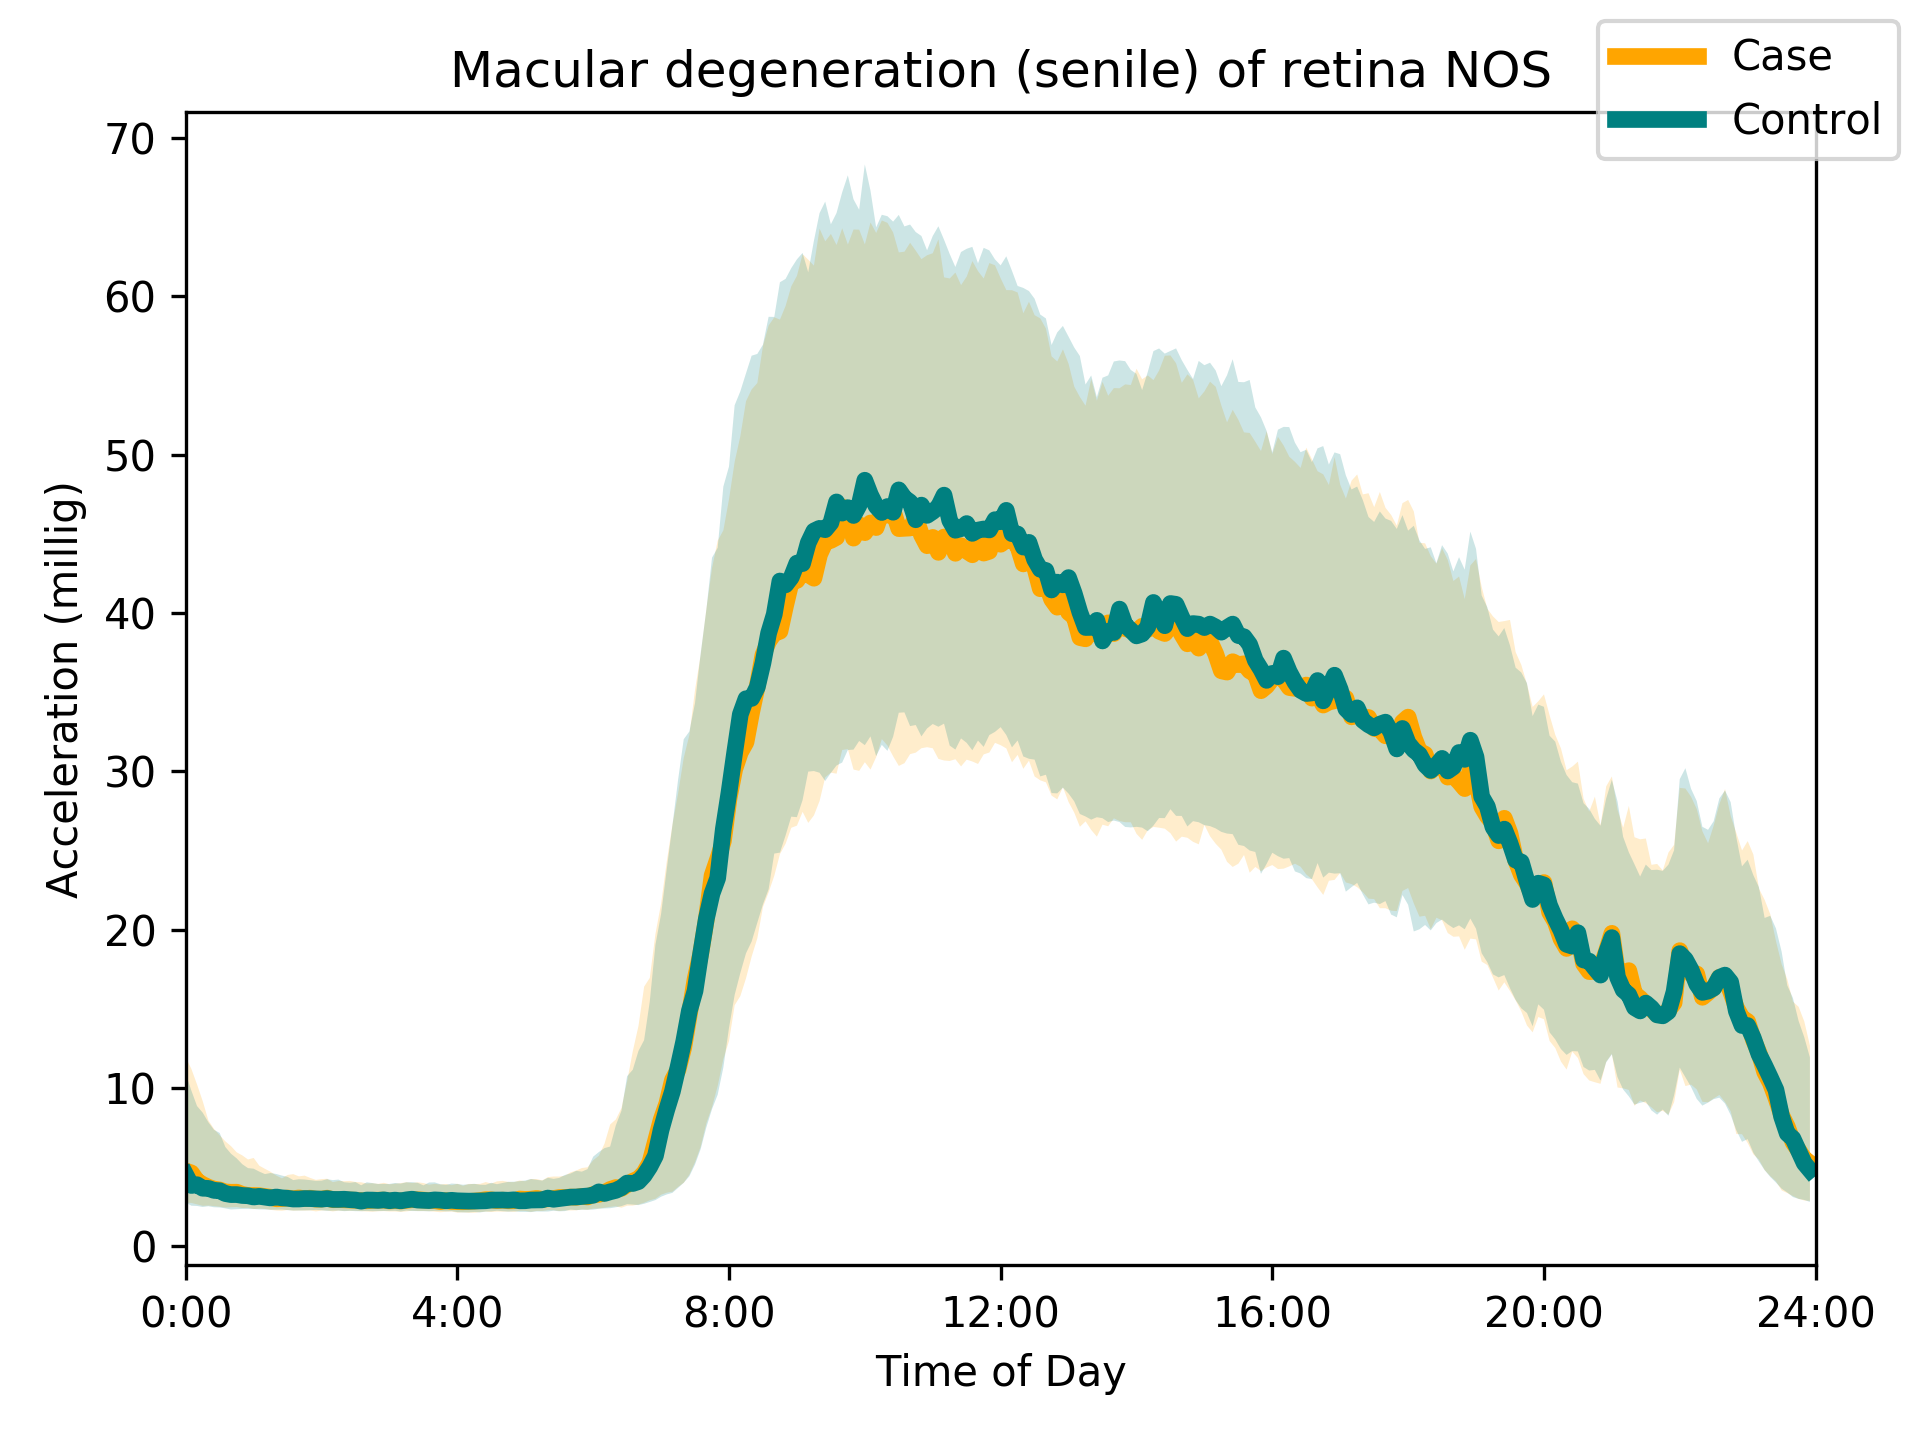 Macular degeneration (senile) of retina NOS
Case
Control
70
60
50
40
30
20
10
0
Acceleration (millig)
0:00 4:00 8:00 12:00 16:00 20:00 24:00
Time of Day